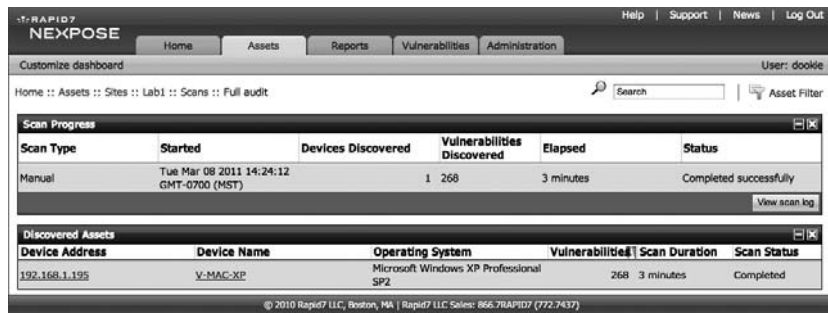 RAPID7
NEXPOSE
Help | Support | News | Log Out
Home Assets Reports Vulnerabilities Administration
Customize dashboard User: dookie
Home :: Assets :: Sites :: Lab1 :: Scans :: Full audit Search Asset Filter
Scan Progress
Scan Type Started Devices Discovered Vulnerabilities Discovered Elapsed Status
Manual Tue Mar 08 2011 14:24:12 GMT-0700 (MST) 1 268 3 minutes Completed successfully
View scan log
Discovered Assets
Device Address Device Name Operating System Vulnerabilities Scan Duration Scan Status
192.168.1.195 V-MAC-XP Microsoft Windows XP Professional SP2 268 3 minutes Completed
© 2010 Rapid7 LLC, Boston, MA | Rapid7 LLC Sales: 866.7RAPID7 (772.7437)